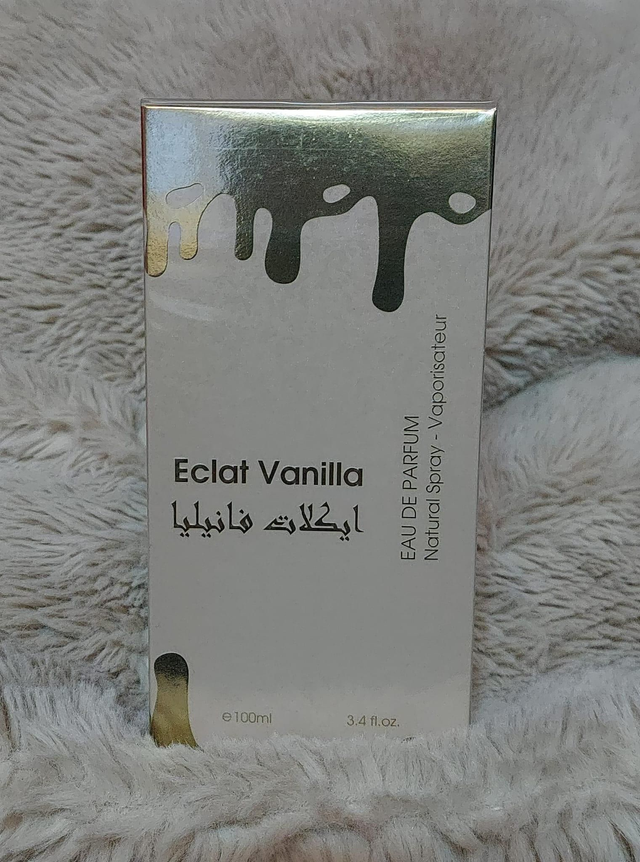 Eclat Vanilla
ايكلات فانيليا
EAU DE PARFUM
Natural Spray - Vaporisateur
℮100ml
3.4 fl.oz.